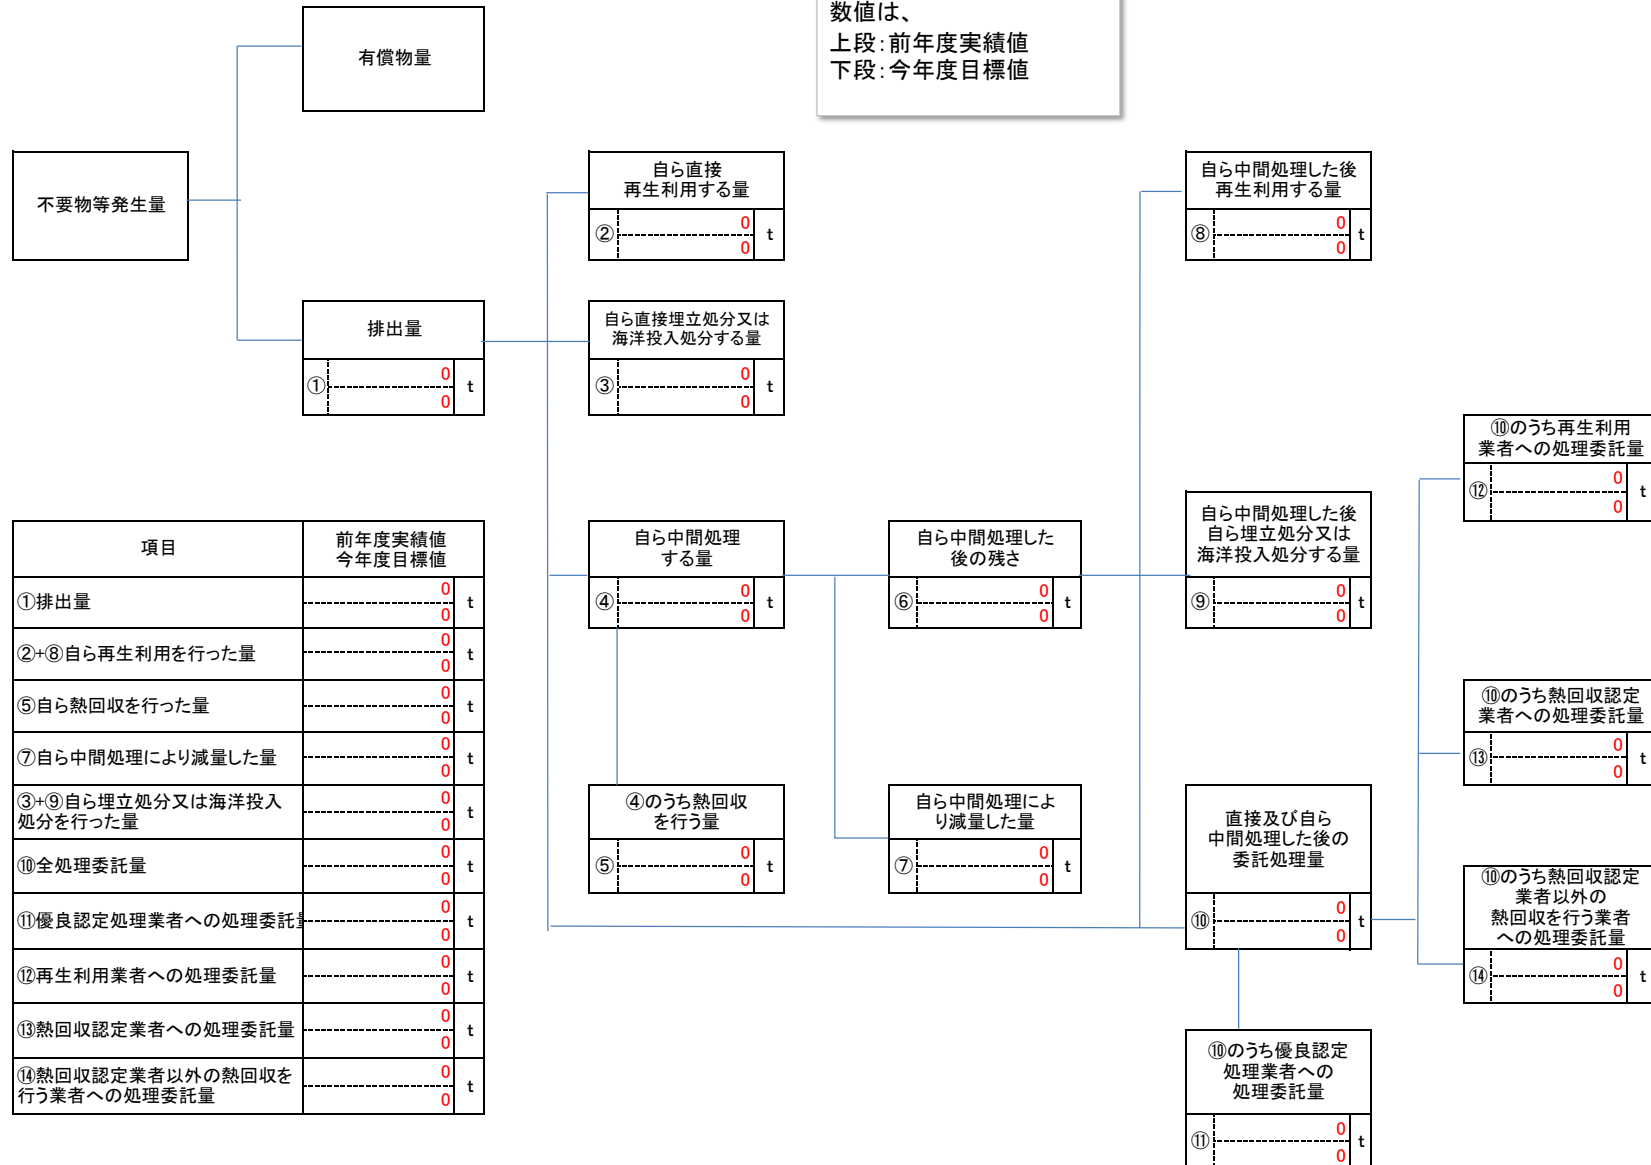 数値は、
上段：前年度実績値
下段：今年度目標値
有償物量
不要物等発生量
自ら直接
再生利用する量
②
0
0
t
自ら中間処理した後
再生利用する量
⑧
0
0
t
排出量
①
0
0
t
自ら直接埋立処分又は
海洋投入処分する量
③
0
0
t
⑩のうち再生利用
業者への処理委託量
⑫
0
0
t
自ら中間処理
する量
④
0
0
t
自ら中間処理した
後の残さ
⑥
0
0
t
自ら中間処理した後
自ら埋立処分又は
海洋投入処分する量
⑨
0
0
t
⑩のうち熱回収認定
業者への処理委託量
⑬
0
0
t
④のうち熱回収
を行う量
⑤
0
0
t
自ら中間処理によ
り減量した量
⑦
0
0
t
直接及び自ら
中間処理した後の
委託処理量
⑩
0
0
t
⑩のうち熱回収認定
業者以外の
熱回収を行う業者
への処理委託量
⑭
0
0
t
⑩のうち優良認定
処理業者への
処理委託量
⑪
0
0
t
項目
前年度実績値
今年度目標値
①排出量
0
0
t
②+⑧自ら再生利用を行った量
0
0
t
⑤自ら熱回収を行った量
0
0
t
⑦自ら中間処理により減量した量
0
0
t
③+⑨自ら埋立処分又は海洋投入
処分を行った量
0
0
t
⑩全処理委託量
0
0
t
⑪優良認定処理業者への処理委託量
0
0
t
⑫再生利用業者への処理委託量
0
0
t
⑬熱回収認定業者への処理委託量
0
0
t
⑭熱回収認定業者以外の熱回収を
行う業者への処理委託量
0
0
t